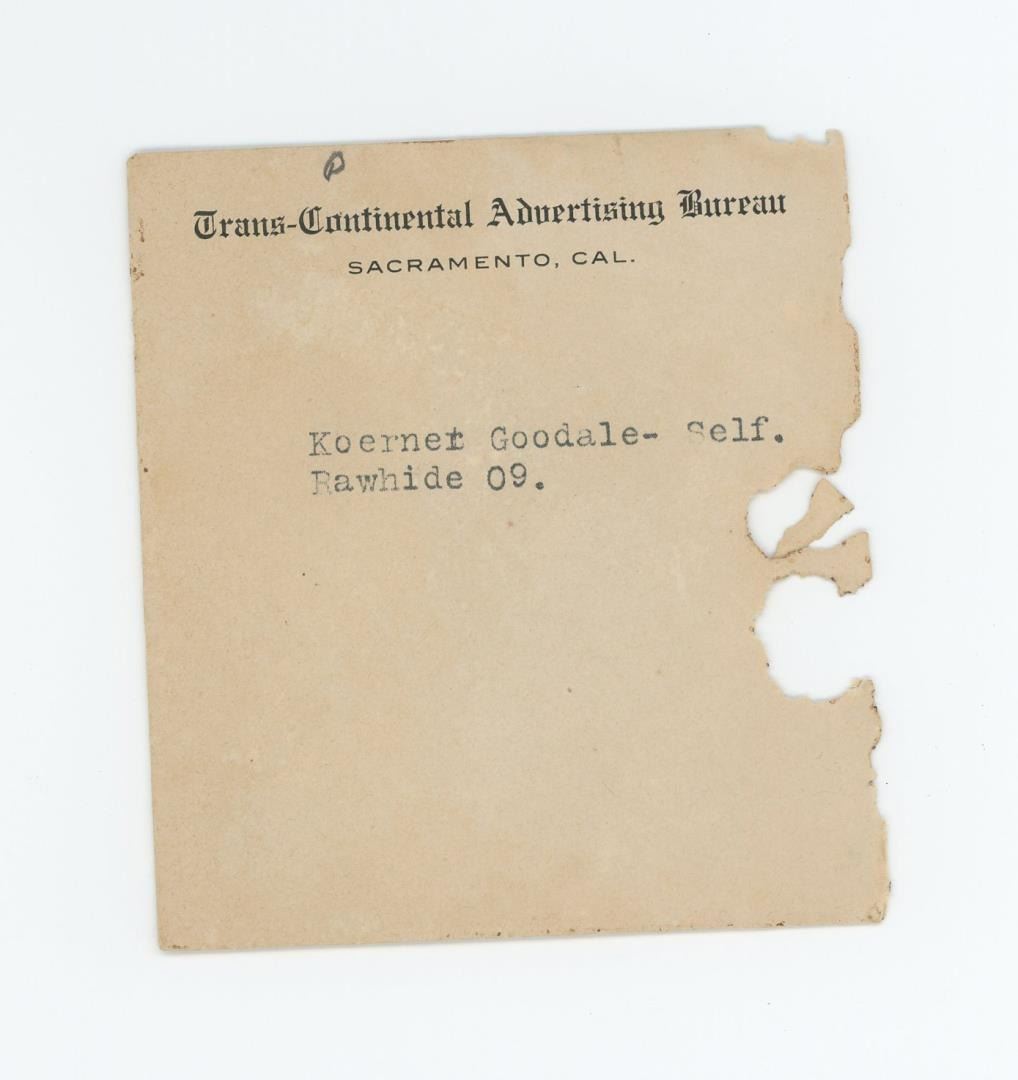 Trans-Continental Advertising Bureau
SACRAMENTO, CAL.
Koerner Goodale- Self.
Rawhide 09.